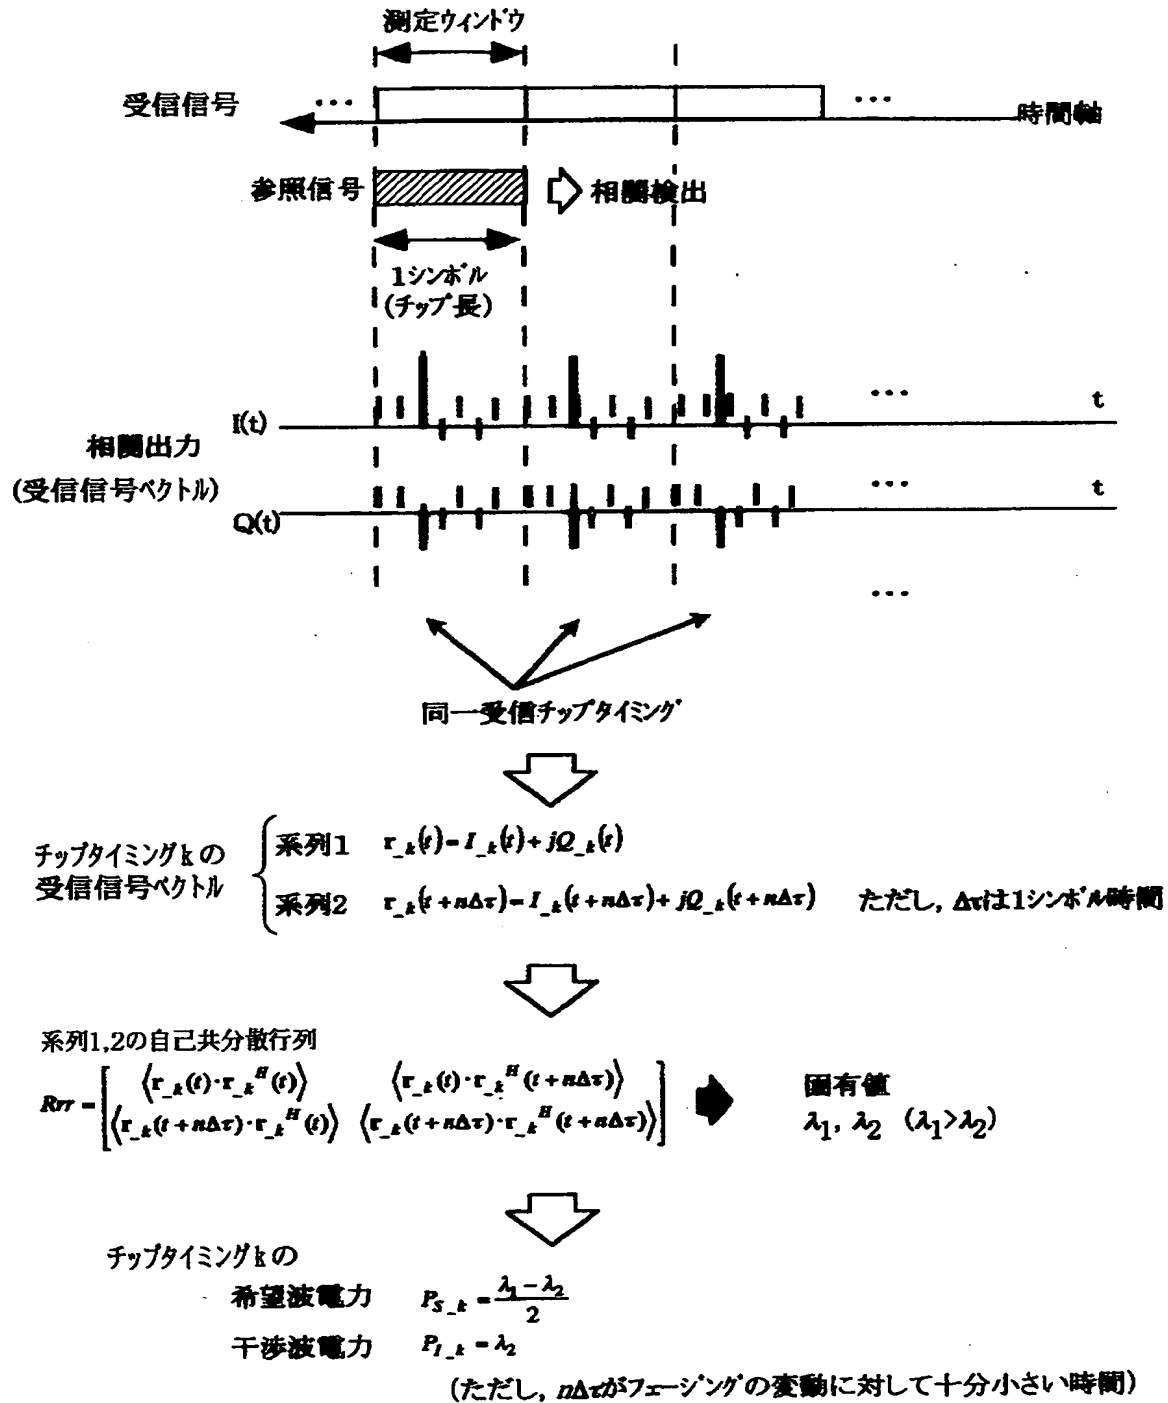 測定ウィンドウ
受信信号 … … 時間軸
参照信号 相関検出
1シンボル
(チップ長)
I(t) … t
相関出力
(受信信号ベクトル)
Q(t) … t
…
同一受信チップタイミング
チップタイミングkの
受信信号ベクトル
系列1 r_k(t)=I_k(t)+jQ_k(t)
系列2 r_k(t+nΔτ)=I_k(t+nΔτ)+jQ_k(t+nΔτ) ただし, Δτは1シンボル時間
系列1,2の自己共分散行列
Rrr = [⟨r_k(t)·r_k^H(t)⟩ ⟨r_k(t)·r_k^H(t+nΔτ)⟩
⟨r_k(t+nΔτ)·r_k^H(t)⟩ ⟨r_k(t+nΔτ)·r_k^H(t+nΔτ)⟩]
固有値
λ1, λ2 (λ1>λ2)
チップタイミングkの
希望波電力 P_{S_k} = (λ1 − λ2)/2
干渉波電力 P_{I_k} = λ2
(ただし, nΔτがフェージングの変動に対して十分小さい時間)